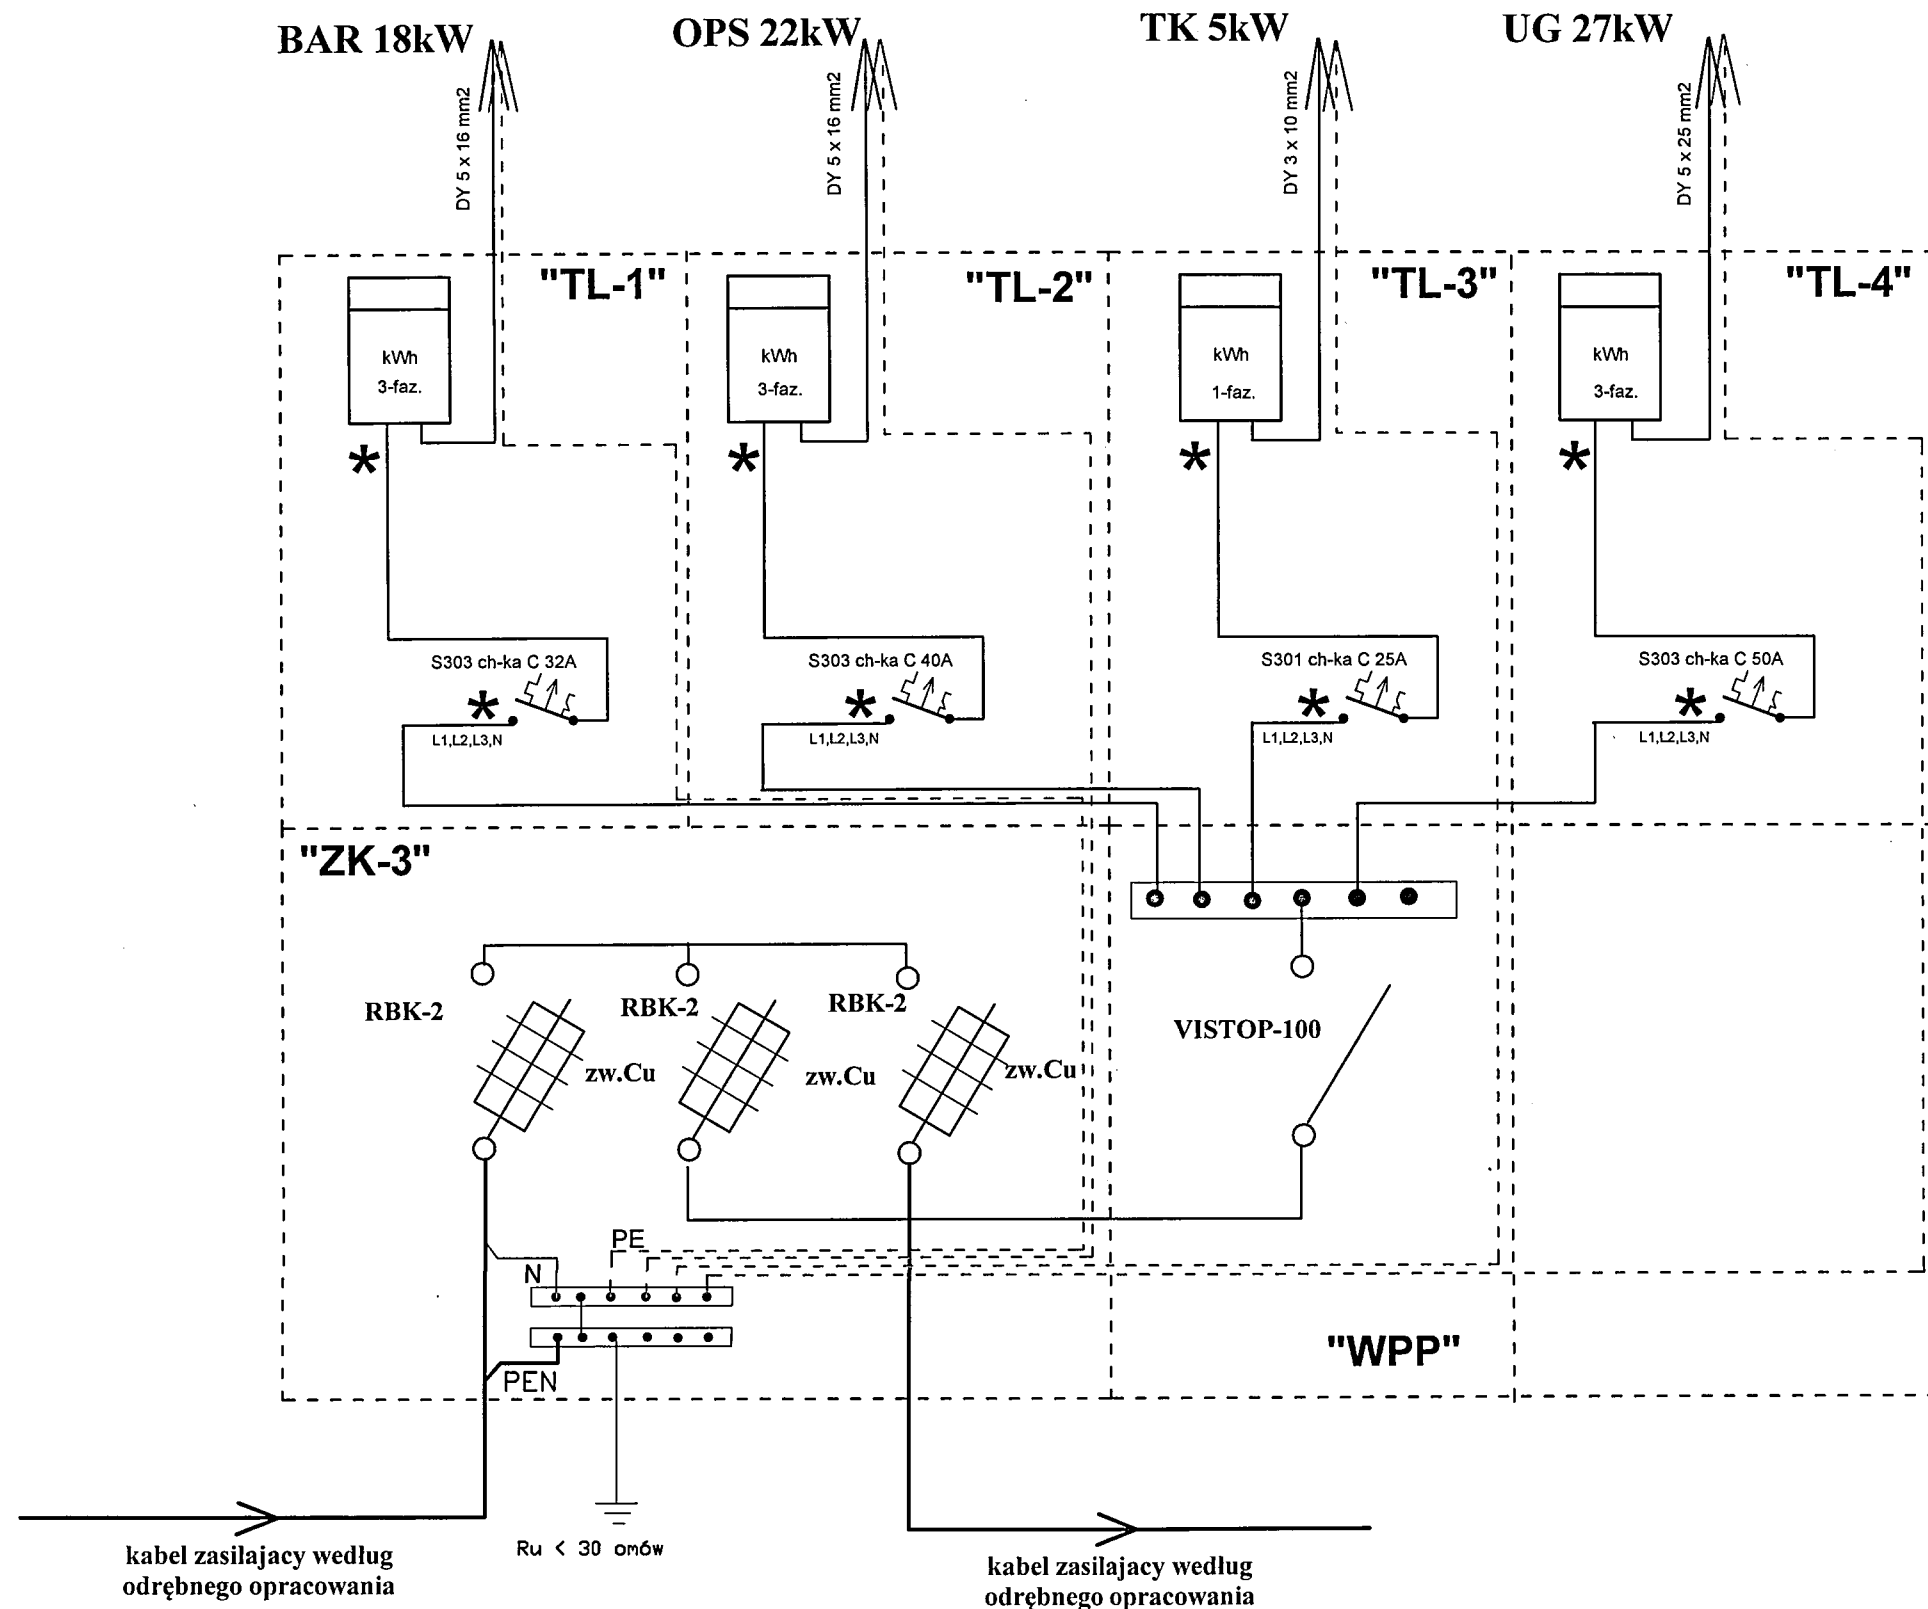 BAR 18kW
OPS 22kW
TK 5kW
UG 27kW
DY 5 x 16 mm2
DY 5 x 16 mm2
DY 3 x 10 mm2
DY 5 x 25 mm2
"TL-1"
"TL-2"
"TL-3"
"TL-4"
kWh
3-faz.
kWh
3-faz.
kWh
1-faz.
kWh
3-faz.
*
*
*
*
S303 ch-ka C 32A
S303 ch-ka C 40A
S301 ch-ka C 25A
S303 ch-ka C 50A
*
*
*
*
L1,L2,L3,N
L1,L2,L3,N
L1,L2,L3,N
L1,L2,L3,N
"ZK-3"
RBK-2
RBK-2
RBK-2
VISTOP-100
zw.Cu
zw.Cu
zw.Cu
PE
N
"WPP"
PEN
Ru < 30 omów
kabel zasilajacy według
odrębnego opracowania
kabel zasilajacy według
odrębnego opracowania